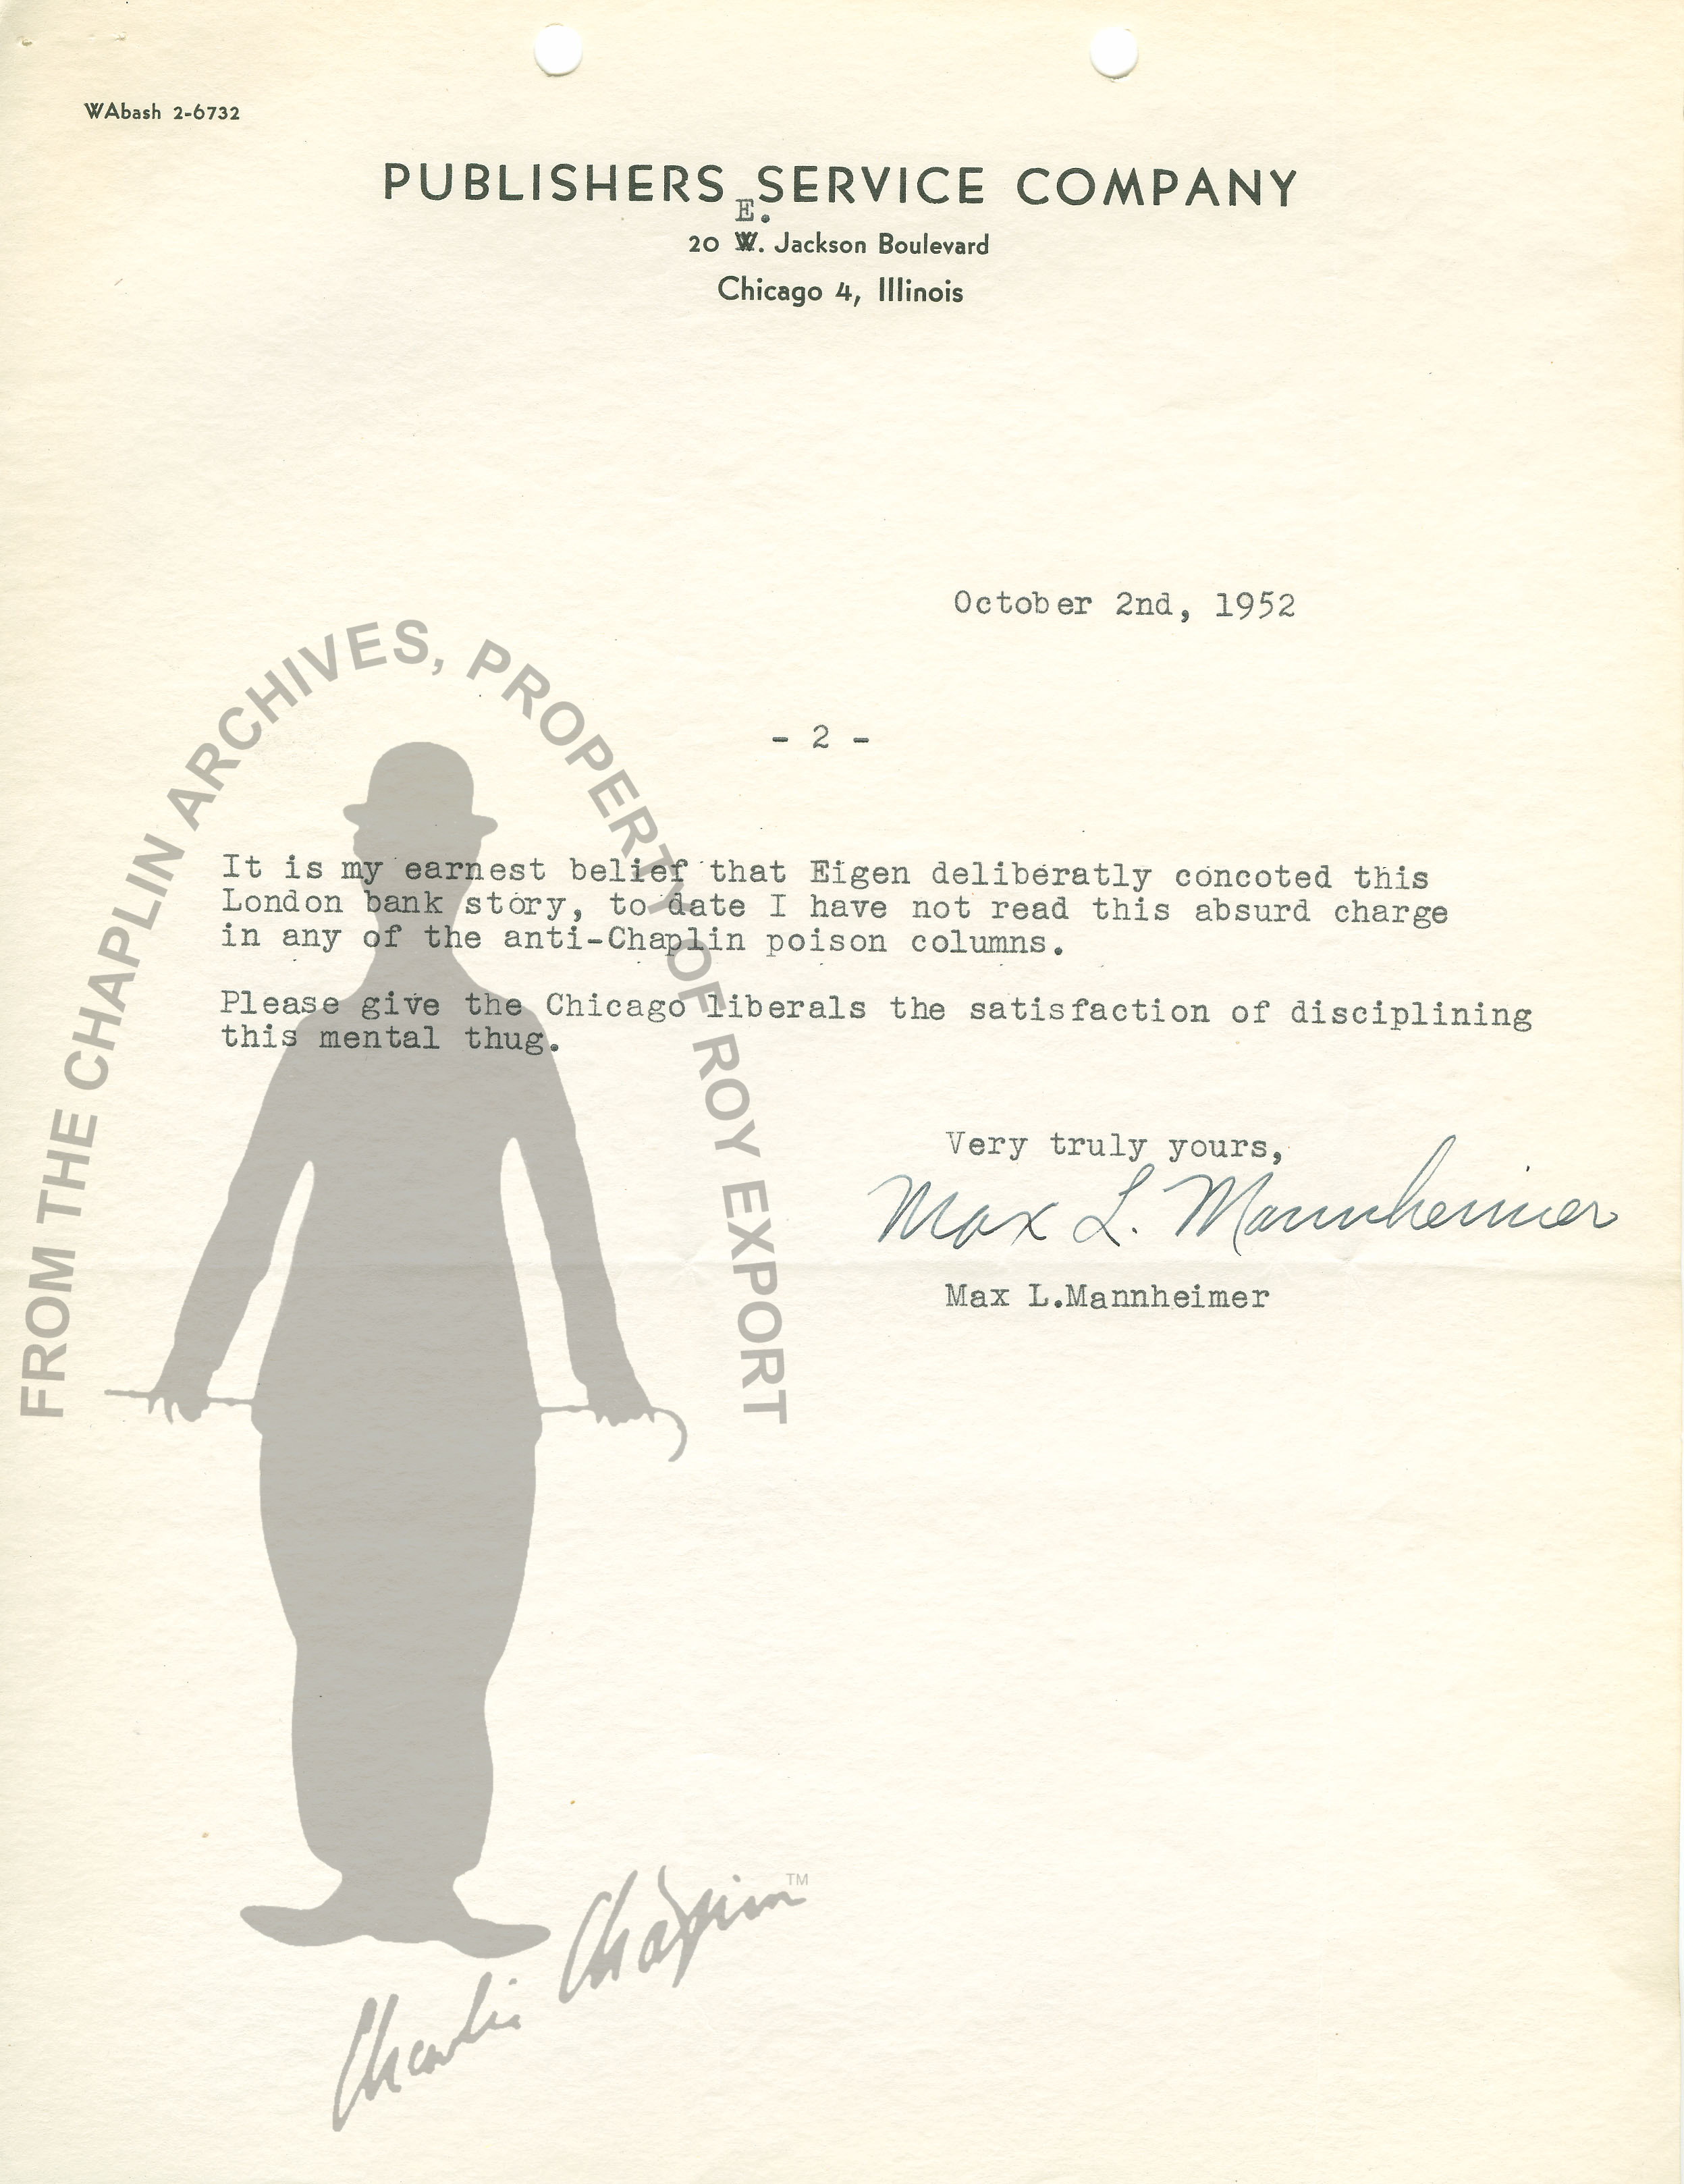 WAbash 2-6732
PUBLISHERS SERVICE COMPANY
E.
20 W. Jackson Boulevard
Chicago 4, Illinois
October 2nd, 1952
- 2 -
It is my earnest belief that Eigen deliberatly concoted this
London bank story, to date I have not read this absurd charge
in any of the anti-Chaplin poison columns.
Please give the Chicago liberals the satisfaction of disciplining
this mental thug.
Very truly yours,
Max L. Mannheimer
Max L.Mannheimer
FROM THE CHAPLIN ARCHIVES, PROPERTY OF ROY EXPORT
Charlie Chaplin TM